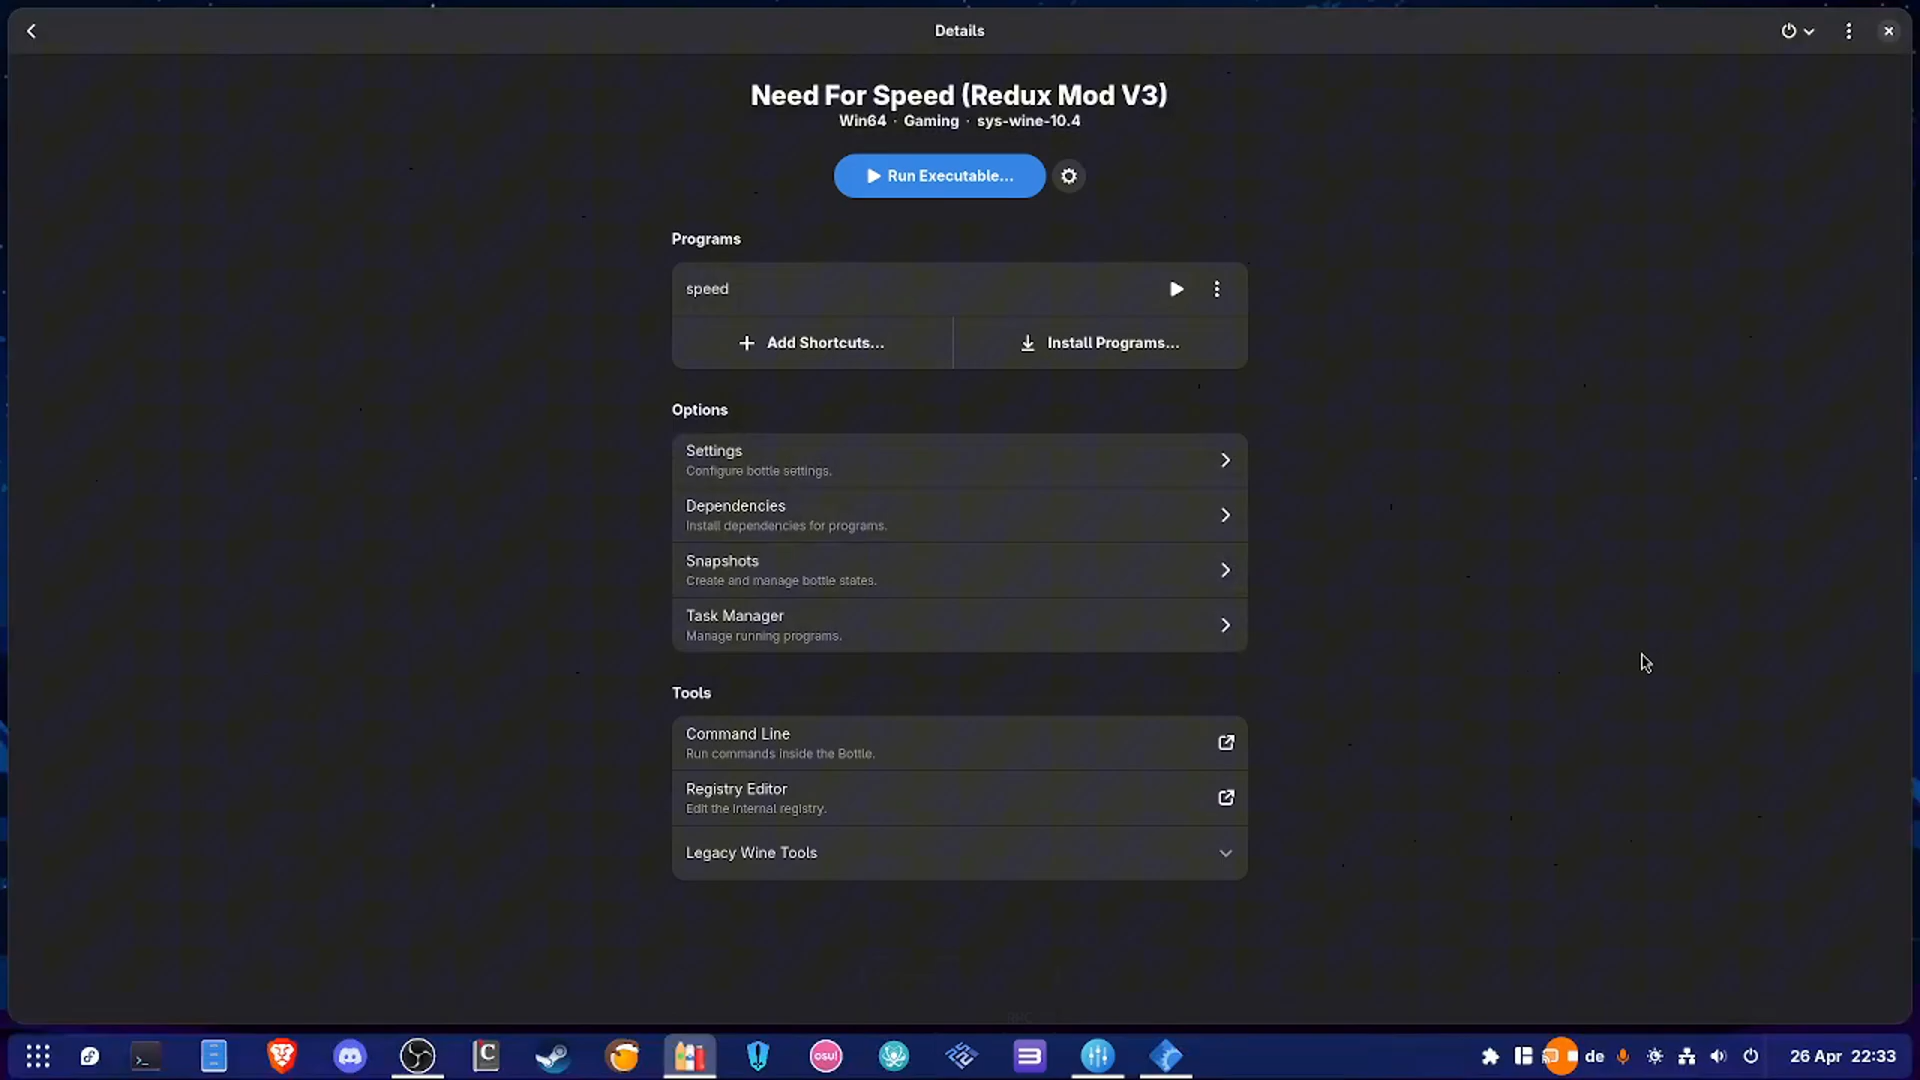 Details
Need For Speed (Redux Mod V3)
Win64 · Gaming · sys-wine-10.4
Run Executable...
Programs
speed
Add Shortcuts...
Install Programs...
Options
Settings
Configure bottle settings.
Dependencies
Install dependencies for programs.
Snapshots
Create and manage bottle states.
Task Manager
Manage running programs.
Tools
Command Line
Run commands inside the Bottle.
Registry Editor
Edit the internal registry.
Legacy Wine Tools
osu!
de
26 Apr 22:33